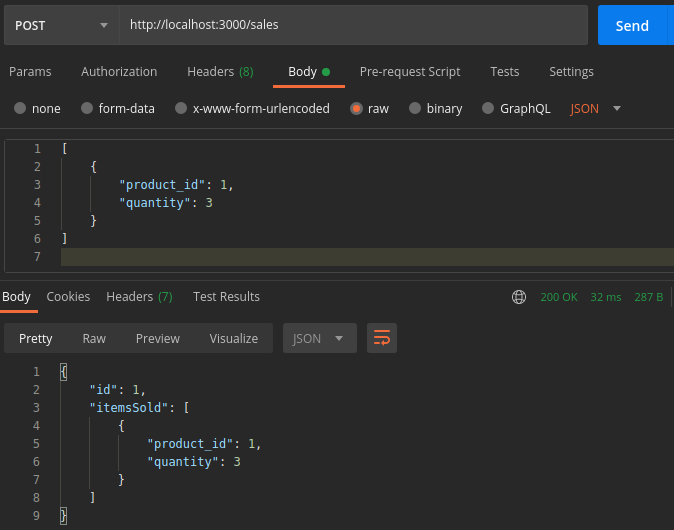 POST http://localhost:3000/sales Send
Params Authorization Headers (8) Body Pre-request Script Tests Settings
none form-data x-www-form-urlencoded raw binary GraphQL JSON
1 [
2 {
3 "product_id": 1,
4 "quantity": 3
5 }
6 ]
7
Body Cookies Headers (7) Test Results 200 OK 32 ms 287 B
Pretty Raw Preview Visualize JSON
1 {
2 "id": 1,
3 "itemsSold": [
4 {
5 "product_id": 1,
6 "quantity": 3
7 }
8 ]
9 }